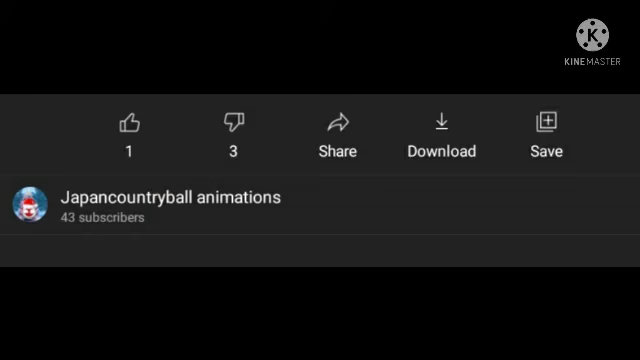 K
KINEMASTER
1
3
Share
Download
Save
Japancountryball animations
43 subscribers